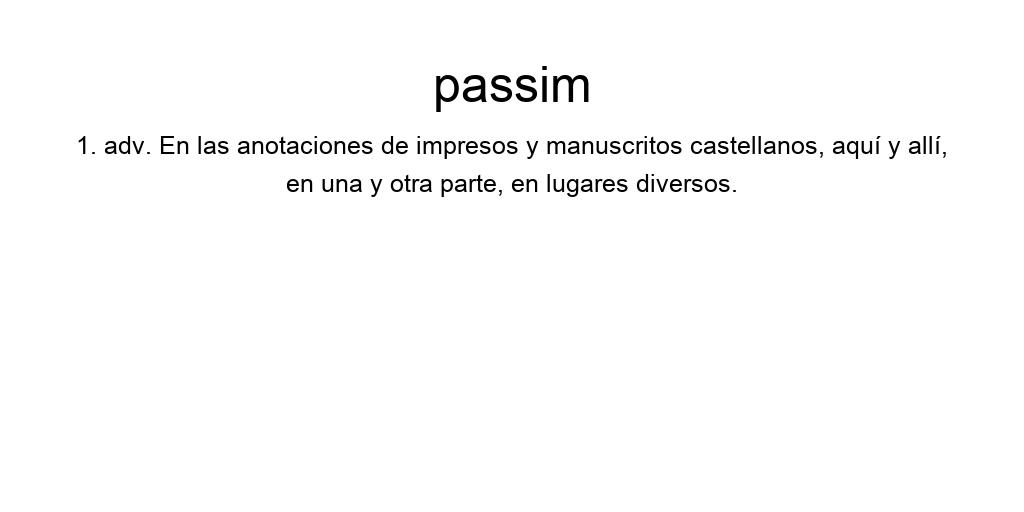 passim
1. adv. En las anotaciones de impresos y manuscritos castellanos, aquí y allí,
en una y otra parte, en lugares diversos.